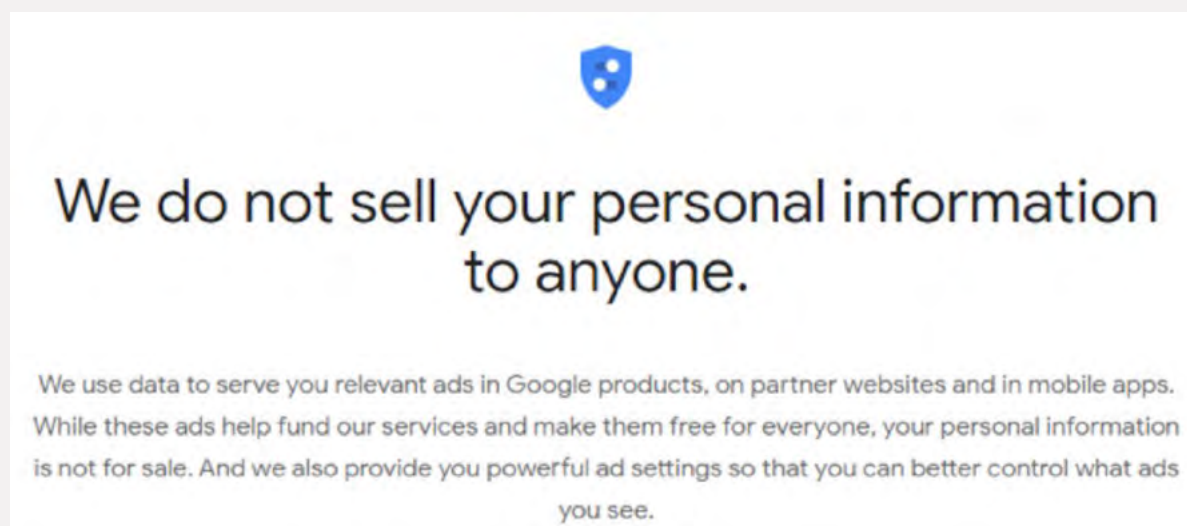 We do not sell your personal information
to anyone.
We use data to serve you relevant ads in Google products, on partner websites and in mobile apps.
While these ads help fund our services and make them free for everyone, your personal information
is not for sale. And we also provide you powerful ad settings so that you can better control what ads
you see.